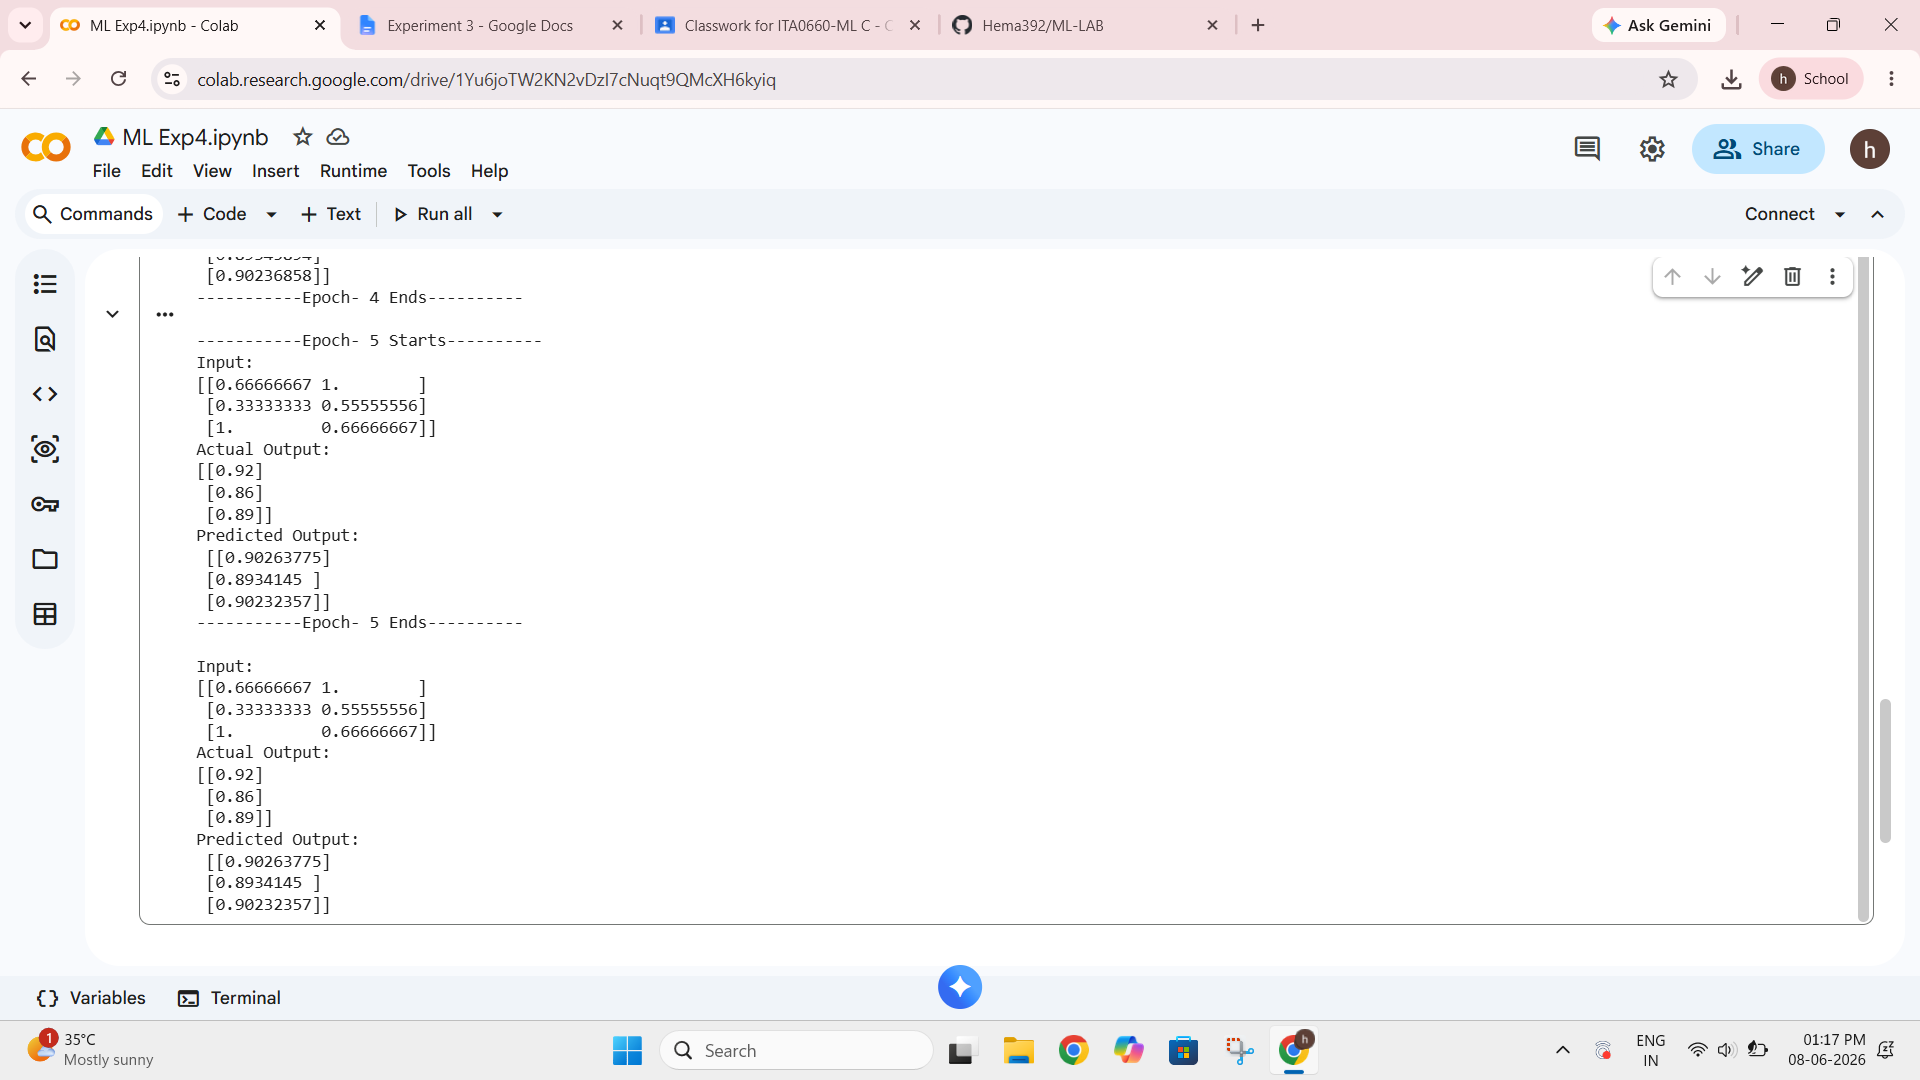 ML Exp4.ipynb - Colab
Experiment 3 - Google Docs
Classwork for ITA0660-ML C - C
Hema392/ML-LAB
Ask Gemini
colab.research.google.com/drive/1Yu6joTW2KN2vDzI7cNuqt9QMcXH6kyiq
h School
ML Exp4.ipynb
File Edit View Insert Runtime Tools Help
Share
h
Commands + Code + Text Run all
Connect
[0.90236858]]
-----------Epoch- 4 Ends----------
-----------Epoch- 5 Starts----------
Input:
[[0.66666667 1.        ]
[0.33333333 0.55555556]
[1.         0.66666667]]
Actual Output:
[[0.92]
[0.86]
[0.89]]
Predicted Output:
[[0.90263775]
[0.8934145 ]
[0.90232357]]
-----------Epoch- 5 Ends----------
Input:
[[0.66666667 1.        ]
[0.33333333 0.55555556]
[1.         0.66666667]]
Actual Output:
[[0.92]
[0.86]
[0.89]]
Predicted Output:
[[0.90263775]
[0.8934145 ]
[0.90232357]]
Variables
Terminal
1
35°C
Mostly sunny
Search
h
ENG
IN
01:17 PM
08-06-2026